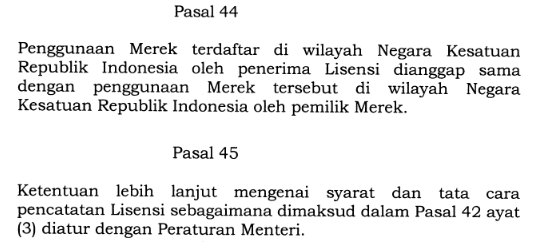 Pasal 44
Penggunaan Merek terdaftar di wilayah Negara Kesatuan
Republik Indonesia oleh penerima Lisensi dianggap sama
dengan penggunaan Merek tersebut di wilayah Negara
Kesatuan Republik Indonesia oleh pemilik Merek.
Pasal 45
Ketentuan lebih lanjut mengenai syarat dan tata cara
pencatatan Lisensi sebagaimana dimaksud dalam Pasal 42 ayat
(3) diatur dengan Peraturan Menteri.